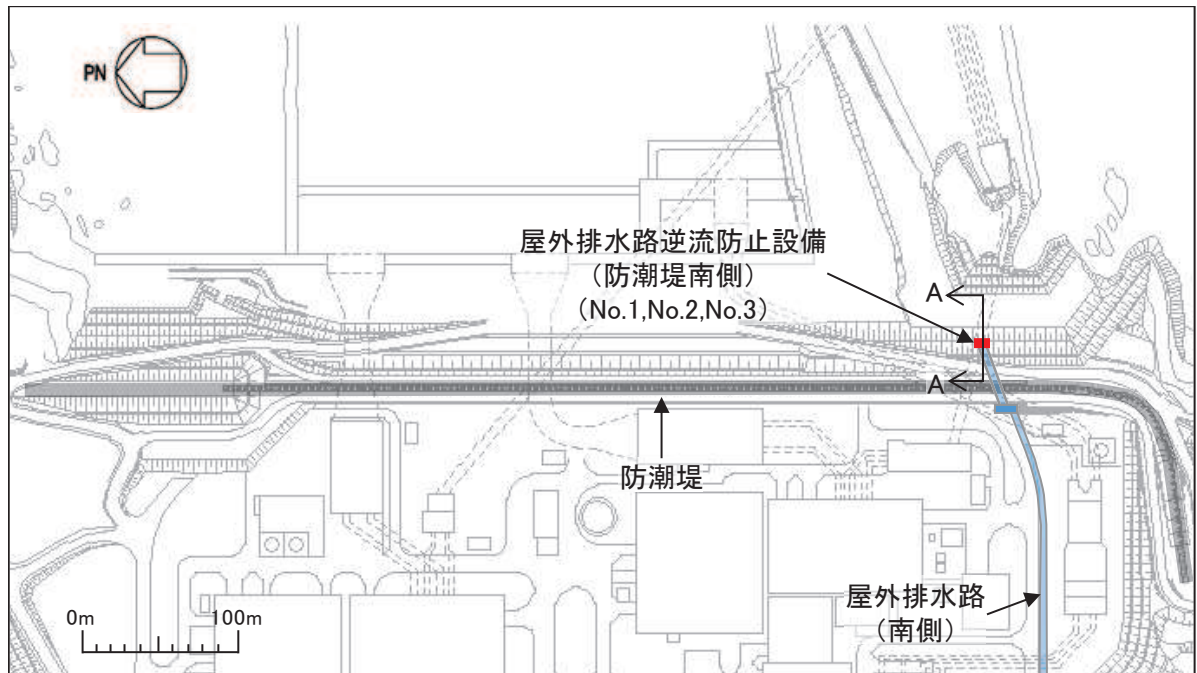 PN
屋外排水路逆流防止設備
（防潮堤南側）
（No.1,No.2,No.3）
A
A
防潮堤
屋外排水路
（南側）
0m 100m